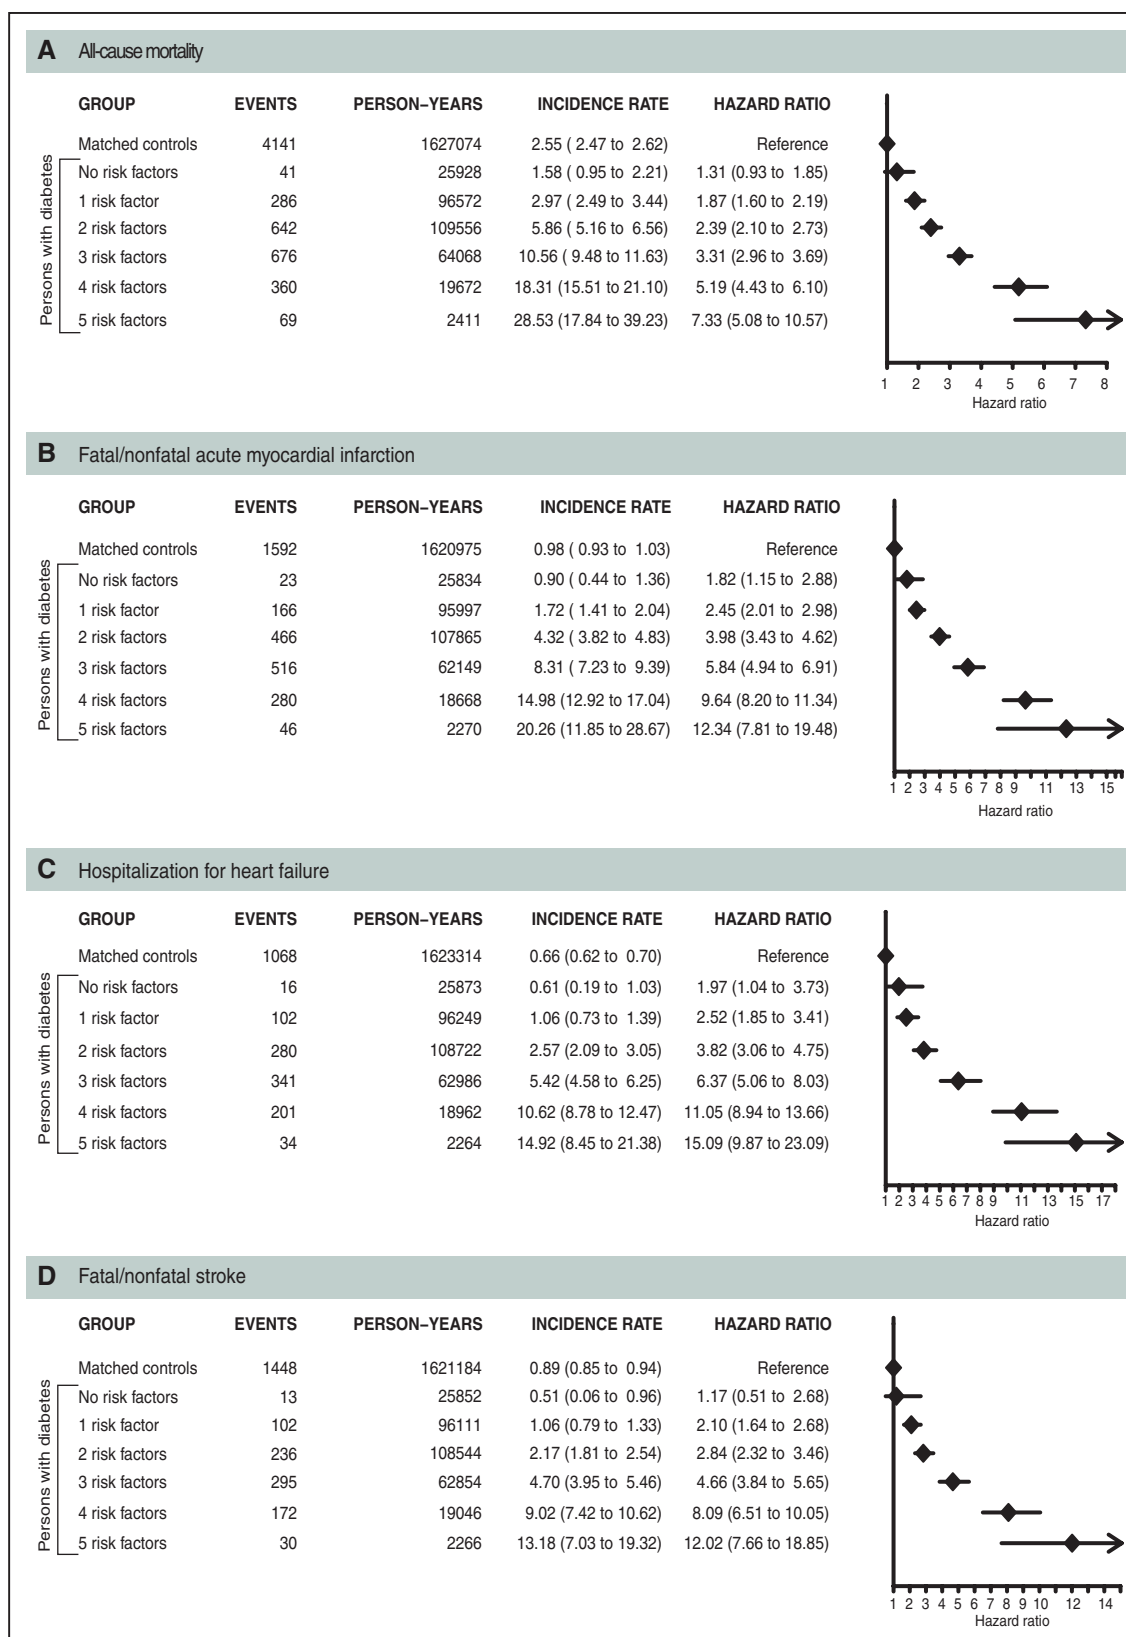 A All-cause mortality
GROUP EVENTS PERSON−YEARS INCIDENCE RATE HAZARD RATIO
Matched controls 4141 1627074 2.55 ( 2.47 to 2.62) Reference
Persons with diabetes
No risk factors 41 25928 1.58 ( 0.95 to 2.21) 1.31 (0.93 to 1.85)
1 risk factor 286 96572 2.97 ( 2.49 to 3.44) 1.87 (1.60 to 2.19)
2 risk factors 642 109556 5.86 ( 5.16 to 6.56) 2.39 (2.10 to 2.73)
3 risk factors 676 64068 10.56 ( 9.48 to 11.63) 3.31 (2.96 to 3.69)
4 risk factors 360 19672 18.31 (15.51 to 21.10) 5.19 (4.43 to 6.10)
5 risk factors 69 2411 28.53 (17.84 to 39.23) 7.33 (5.08 to 10.57)
1 2 3 4 5 6 7 8
Hazard ratio
B Fatal/nonfatal acute myocardial infarction
GROUP EVENTS PERSON−YEARS INCIDENCE RATE HAZARD RATIO
Matched controls 1592 1620975 0.98 ( 0.93 to 1.03) Reference
Persons with diabetes
No risk factors 23 25834 0.90 ( 0.44 to 1.36) 1.82 (1.15 to 2.88)
1 risk factor 166 95997 1.72 ( 1.41 to 2.04) 2.45 (2.01 to 2.98)
2 risk factors 466 107865 4.32 ( 3.82 to 4.83) 3.98 (3.43 to 4.62)
3 risk factors 516 62149 8.31 ( 7.23 to 9.39) 5.84 (4.94 to 6.91)
4 risk factors 280 18668 14.98 (12.92 to 17.04) 9.64 (8.20 to 11.34)
5 risk factors 46 2270 20.26 (11.85 to 28.67) 12.34 (7.81 to 19.48)
1 2 3 4 5 6 7 8 9 11 13 15
Hazard ratio
C Hospitalization for heart failure
GROUP EVENTS PERSON−YEARS INCIDENCE RATE HAZARD RATIO
Matched controls 1068 1623314 0.66 (0.62 to 0.70) Reference
Persons with diabetes
No risk factors 16 25873 0.61 (0.19 to 1.03) 1.97 (1.04 to 3.73)
1 risk factor 102 96249 1.06 (0.73 to 1.39) 2.52 (1.85 to 3.41)
2 risk factors 280 108722 2.57 (2.09 to 3.05) 3.82 (3.06 to 4.75)
3 risk factors 341 62986 5.42 (4.58 to 6.25) 6.37 (5.06 to 8.03)
4 risk factors 201 18962 10.62 (8.78 to 12.47) 11.05 (8.94 to 13.66)
5 risk factors 34 2264 14.92 (8.45 to 21.38) 15.09 (9.87 to 23.09)
1 2 3 4 5 6 7 8 9 11 13 15 17
Hazard ratio
D Fatal/nonfatal stroke
GROUP EVENTS PERSON−YEARS INCIDENCE RATE HAZARD RATIO
Matched controls 1448 1621184 0.89 (0.85 to 0.94) Reference
Persons with diabetes
No risk factors 13 25852 0.51 (0.06 to 0.96) 1.17 (0.51 to 2.68)
1 risk factor 102 96111 1.06 (0.79 to 1.33) 2.10 (1.64 to 2.68)
2 risk factors 236 108544 2.17 (1.81 to 2.54) 2.84 (2.32 to 3.46)
3 risk factors 295 62854 4.70 (3.95 to 5.46) 4.66 (3.84 to 5.65)
4 risk factors 172 19046 9.02 (7.42 to 10.62) 8.09 (6.51 to 10.05)
5 risk factors 30 2266 13.18 (7.03 to 19.32) 12.02 (7.66 to 18.85)
1 2 3 4 5 6 7 8 9 10 12 14
Hazard ratio